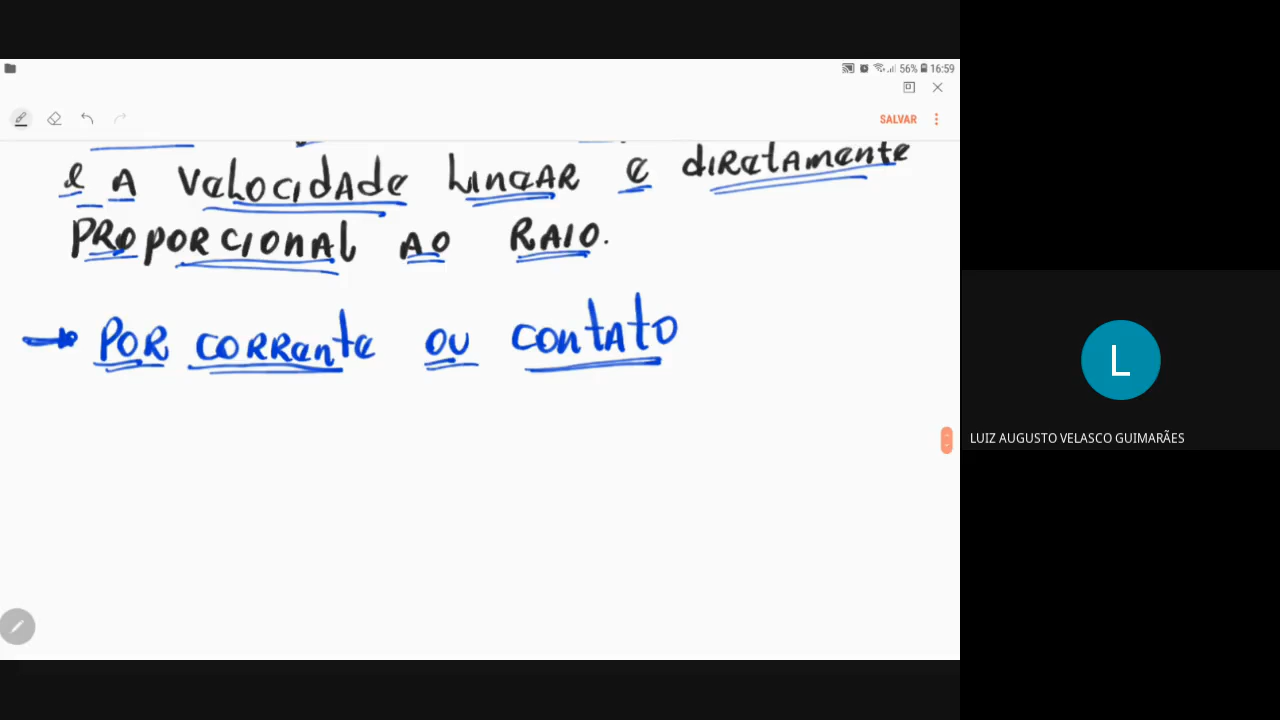 56% 16:59
SALVAR
e A VELOCIDADE LINEAR e DIRETAMENTE
PROPORCIONAL AO RAIO.
→ POR CORRENTE OU CONTATO
L
LUIZ AUGUSTO VELASCO GUIMARÃES